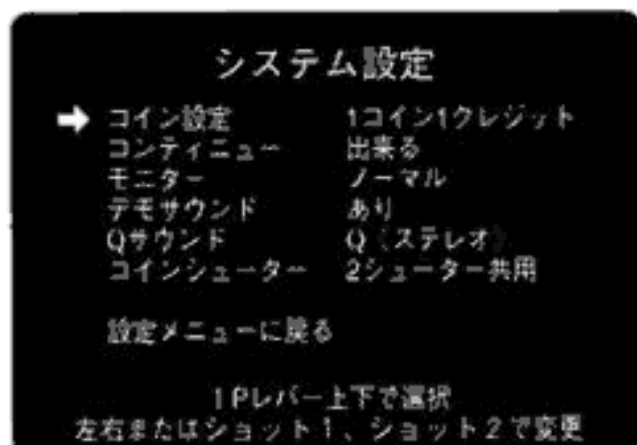 システム設定
➡ コイン設定 1コイン1クレジット
コンティニュー 出来る
モニター ノーマル
デモサウンド あり
Qサウンド Q(ステレオ)
コインシューター 2シューター共用
設定メニューに戻る
1Pレバー上下で選択
左右またはショット1、ショット2で変更